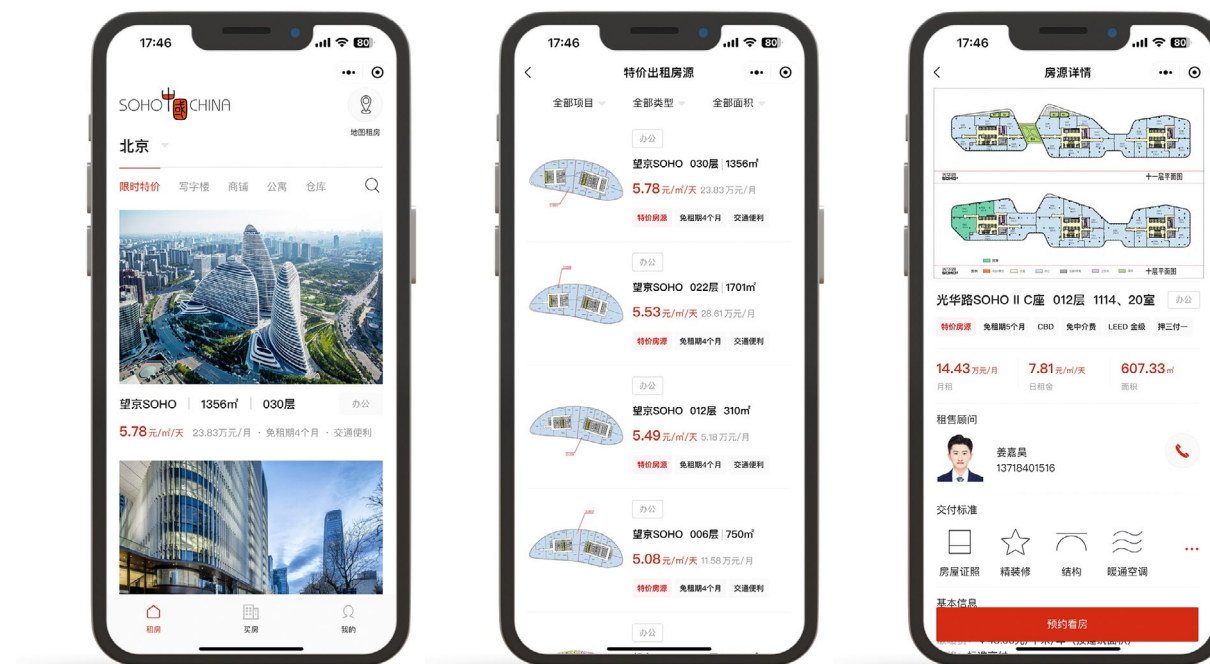 17:46
80
SOHO中国CHINA
地图租房
北京
限时特价 写字楼 商铺 公寓 仓库
望京SOHO 1356㎡ 030层 办公
5.78元/㎡/天 23.83万元/月 · 免租期4个月 · 交通便利
租房 买房 我的
17:46
80
特价出租房源
全部项目 全部类型 全部面积
办公
望京SOHO 030层 1356㎡
5.78元/㎡/天 23.83万元/月
特价房源 免租期4个月 交通便利
办公
望京SOHO 022层 1701㎡
5.53元/㎡/天 28.61万元/月
特价房源 免租期4个月 交通便利
办公
望京SOHO 012层 310㎡
5.49元/㎡/天 5.18万元/月
特价房源 免租期4个月 交通便利
办公
望京SOHO 006层 750㎡
5.08元/㎡/天 11.58万元/月
特价房源 免租期4个月 交通便利
办公
17:46
80
房源详情
十一层平面图
十层平面图
光华路SOHO II C座 012层 1114、20室 办公
特价房源 免租期5个月 CBD 免中介费 LEED 金级 押三付一
14.43万元/月 7.81元/㎡/天 607.33㎡
月租 日租金 面积
租售顾问
姜嘉昊
13718401516
交付标准
房屋证照 精装修 结构 暖通空调
基本信息
预约看房